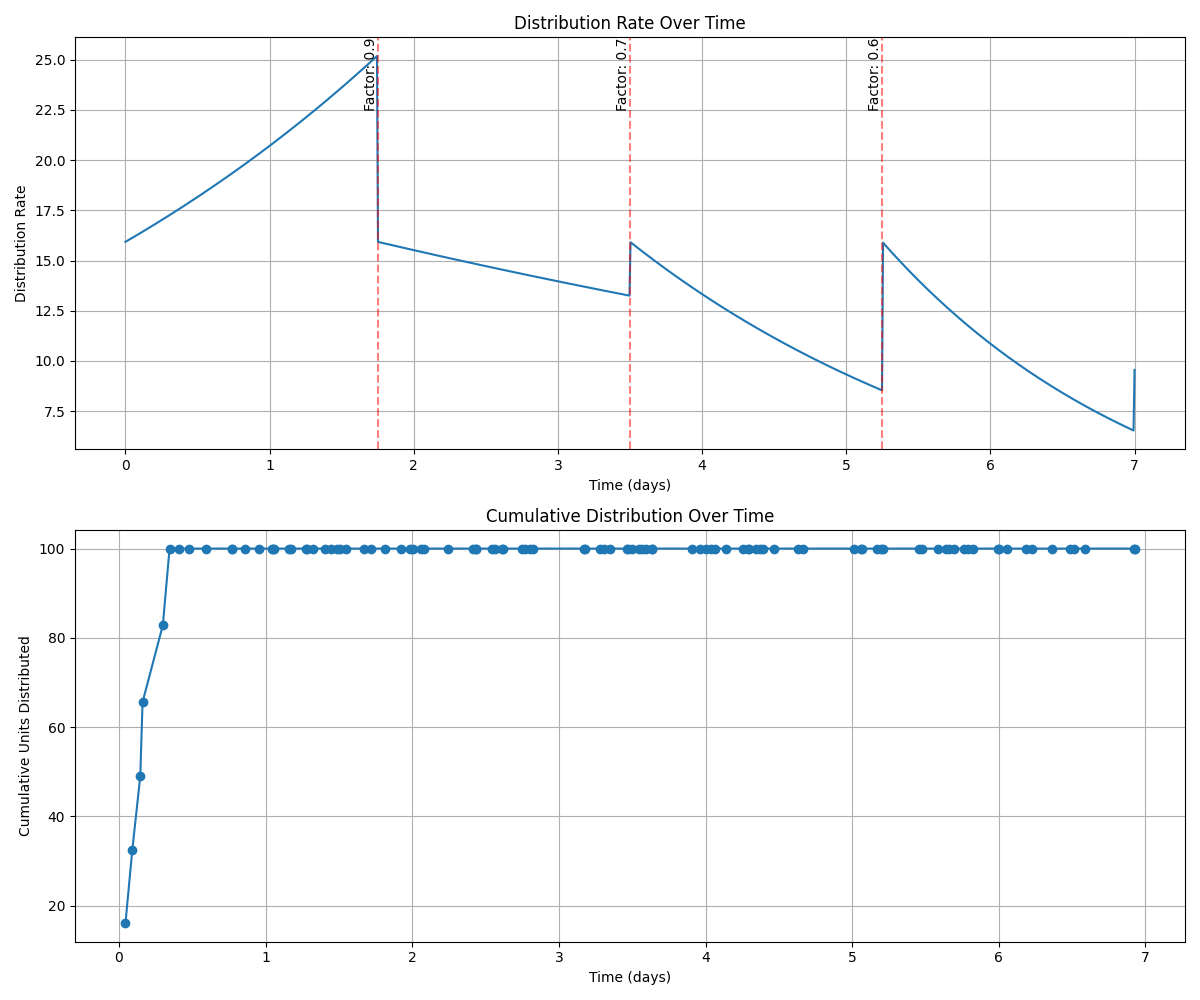 Distribution Rate Over Time
Distribution Rate
25.0
22.5
20.0
17.5
15.0
12.5
10.0
7.5
Factor: 0.9
Factor: 0.7
Factor: 0.6
0 1 2 3 4 5 6 7
Time (days)
Cumulative Distribution Over Time
Cumulative Units Distributed
100
80
60
40
20
0 1 2 3 4 5 6 7
Time (days)